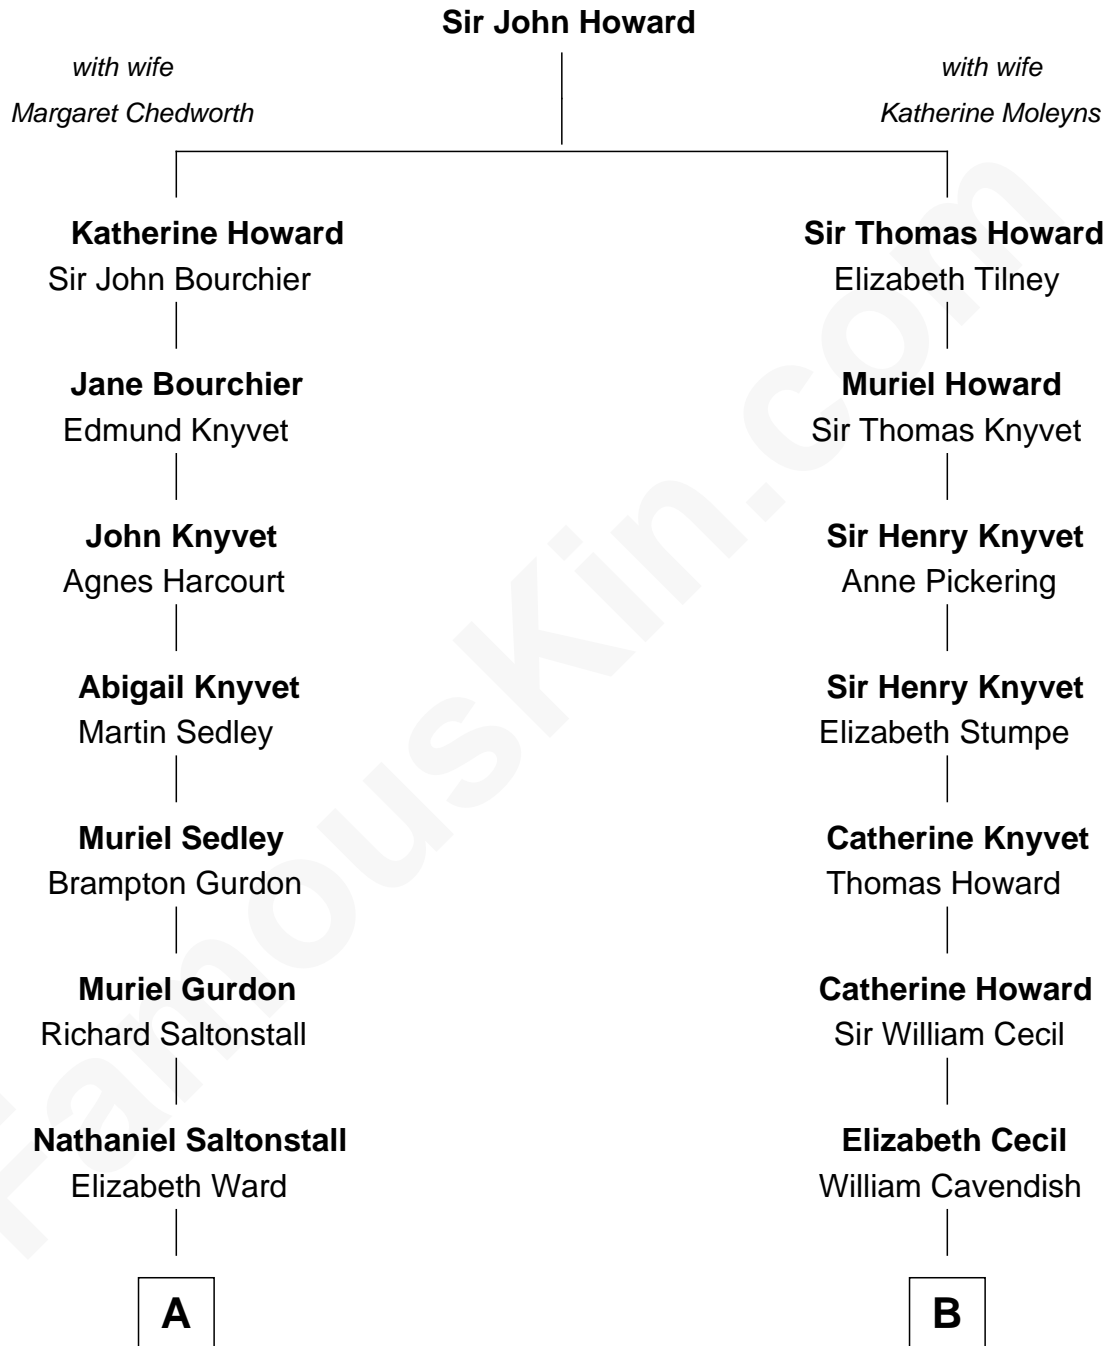 Sir John Howard
with wife
Margaret Chedworth
with wife
Katherine Moleyns
Katherine Howard
Sir John Bourchier
Sir Thomas Howard
Elizabeth Tilney
Jane Bourchier
Edmund Knyvet
Muriel Howard
Sir Thomas Knyvet
John Knyvet
Agnes Harcourt
Sir Henry Knyvet
Anne Pickering
Abigail Knyvet
Martin Sedley
Sir Henry Knyvet
Elizabeth Stumpe
Muriel Sedley
Brampton Gurdon
Catherine Knyvet
Thomas Howard
Muriel Gurdon
Richard Saltonstall
Catherine Howard
Sir William Cecil
Nathaniel Saltonstall
Elizabeth Ward
Elizabeth Cecil
William Cavendish
A
B
FamousKin.com